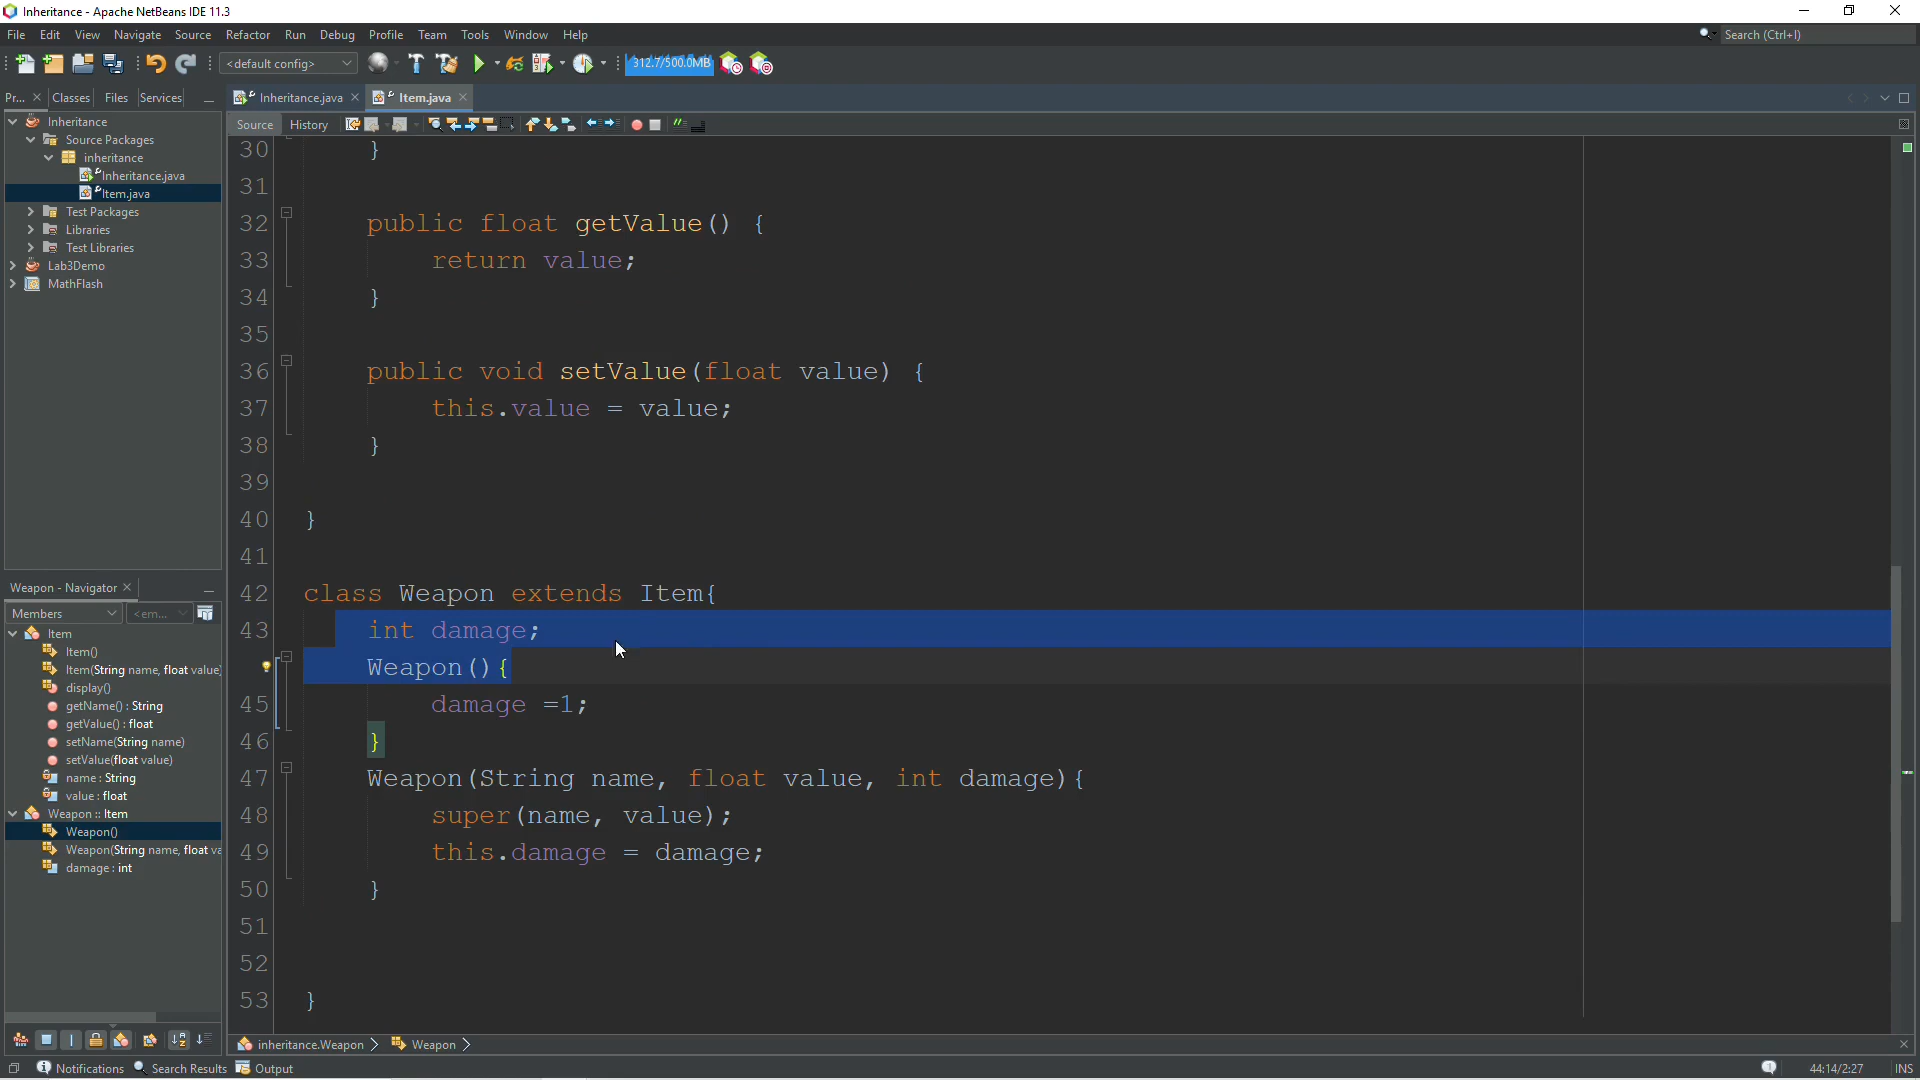 Inheritance - Apache NetBeans IDE 11.3
File Edit View Navigate Source Refactor Run Debug Profile Team Tools Window Help
Search (Ctrl+I)
<default config>
312.7/500.0MB
Pr... Classes Files Services
Inheritance.java Item.java
Source History
Inheritance
Source Packages
inheritance
Inheritance.java
Item.java
Test Packages
Libraries
Test Libraries
Lab3Demo
MathFlash
30 }
31
32 public float getValue() {
33 return value;
34 }
35
36 public void setValue(float value) {
37 this.value = value;
38 }
39
40 }
41
42 class Weapon extends Item{
43 int damage;
Weapon(){
45 damage =1;
46 }
47 Weapon(String name, float value, int damage){
48 super(name, value);
49 this.damage = damage;
50 }
51
52
53 }
Weapon - Navigator
Members <em...
Item
Item()
Item(String name, float value
display()
getName() : String
getValue() : float
setName(String name)
setValue(float value)
name : String
value : float
Weapon :: Item
Weapon()
Weapon(String name, float va
damage : int
inheritance.Weapon Weapon
Notifications Search Results Output
44:14/2:27 INS